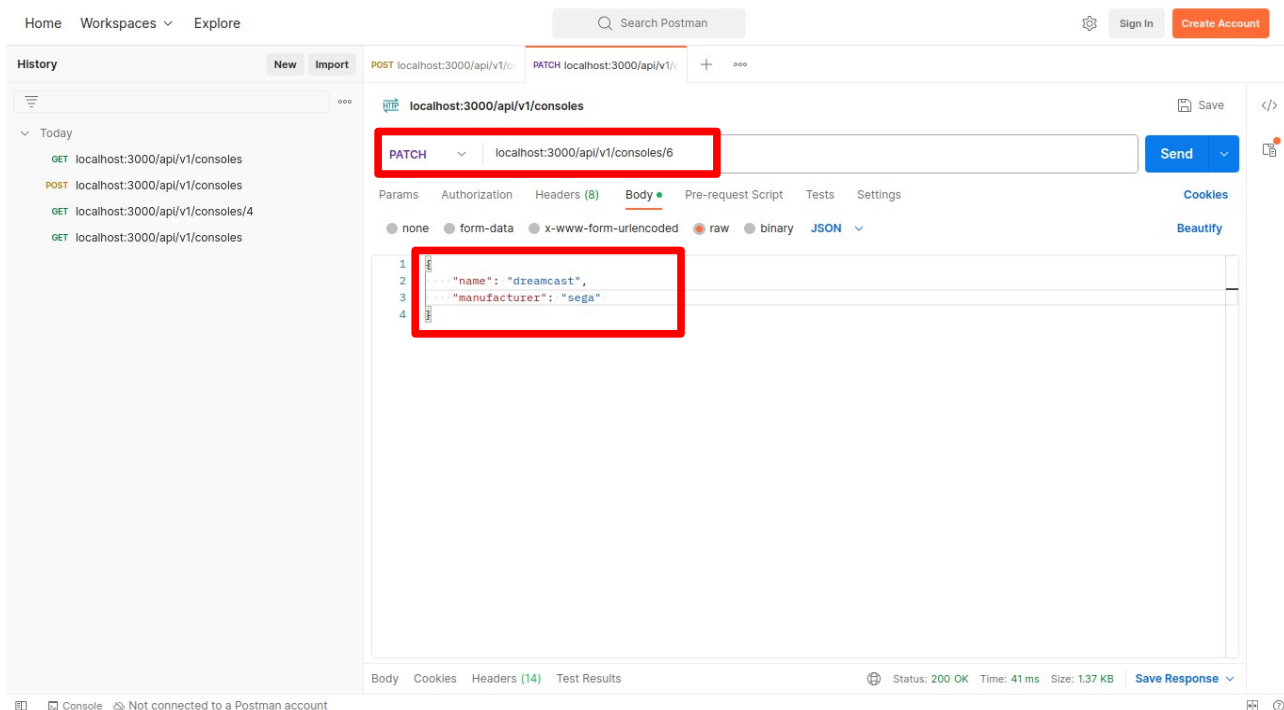 Home Workspaces Explore Search Postman Sign In Create Account
History New Import POST localhost:3000/api/v1/c PATCH localhost:3000/api/v1/c
HTTP localhost:3000/api/v1/consoles Save </>
Today
GET localhost:3000/api/v1/consoles
POST localhost:3000/api/v1/consoles
GET localhost:3000/api/v1/consoles/4
GET localhost:3000/api/v1/consoles
PATCH localhost:3000/api/v1/consoles/6 Send
Params Authorization Headers (8) Body Pre-request Script Tests Settings Cookies
none form-data x-www-form-urlencoded raw binary JSON Beautify
1 {
2 "name": "dreamcast",
3 "manufacturer": "sega"
4 }
Body Cookies Headers (14) Test Results Status: 200 OK Time: 41 ms Size: 1.37 KB Save Response
Console Not connected to a Postman account